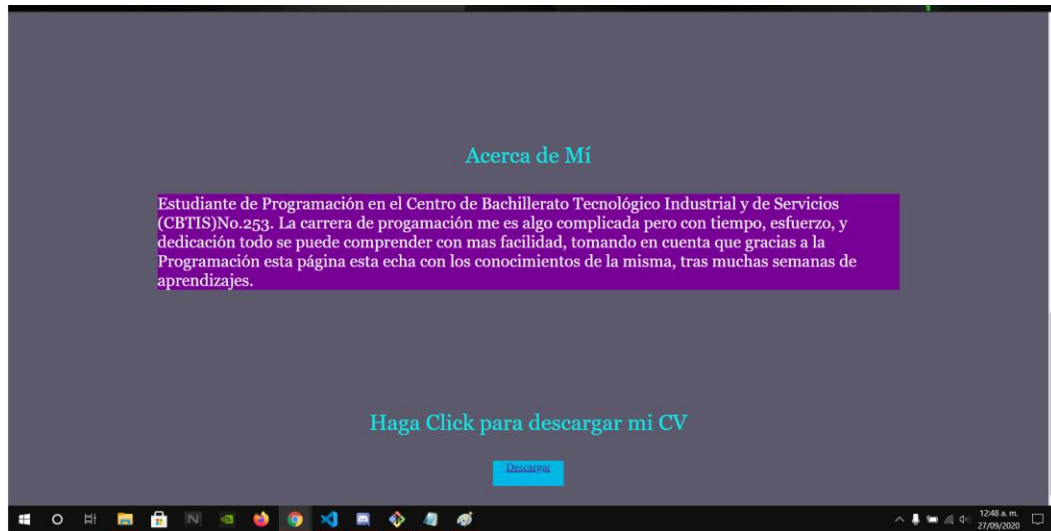 Acerca de Mí
Estudiante de Programación en el Centro de Bachillerato Tecnológico Industrial y de Servicios
(CBTIS)No.253. La carrera de progamación me es algo complicada pero con tiempo, esfuerzo, y
dedicación todo se puede comprender con mas facilidad, tomando en cuenta que gracias a la
Programación esta página esta echa con los conocimientos de la misma, tras muchas semanas de
aprendizajes.
Haga Click para descargar mi CV
Descargar
12:48 a. m.
27/09/2020